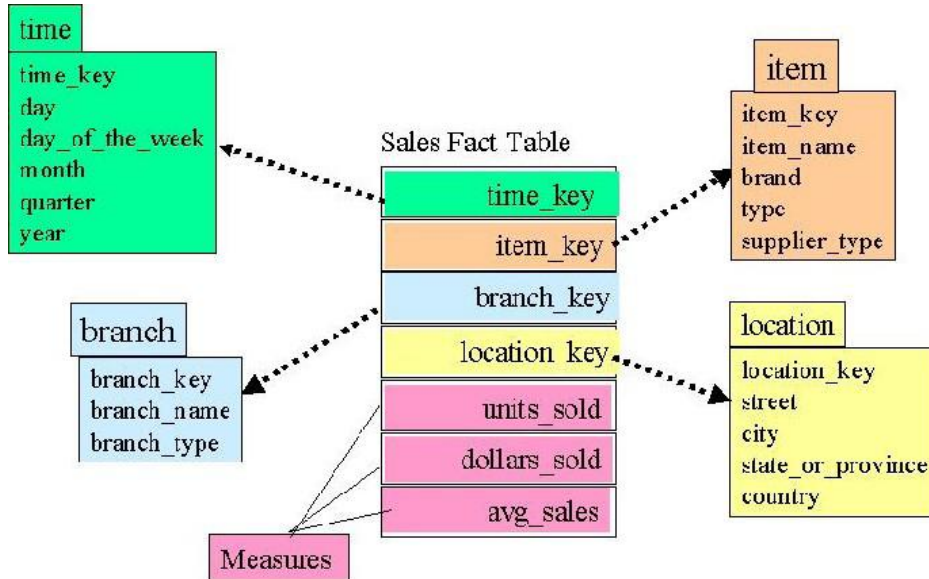 time
time_key
day
day_of_the_week
month
quarter
year
item
item_key
item_name
brand
type
supplier_type
Sales Fact Table
time_key
item_key
branch_key
location_key
units_sold
dollars_sold
avg_sales
branch
branch_key
branch_name
branch_type
location
location_key
street
city
state_or_province
country
Measures